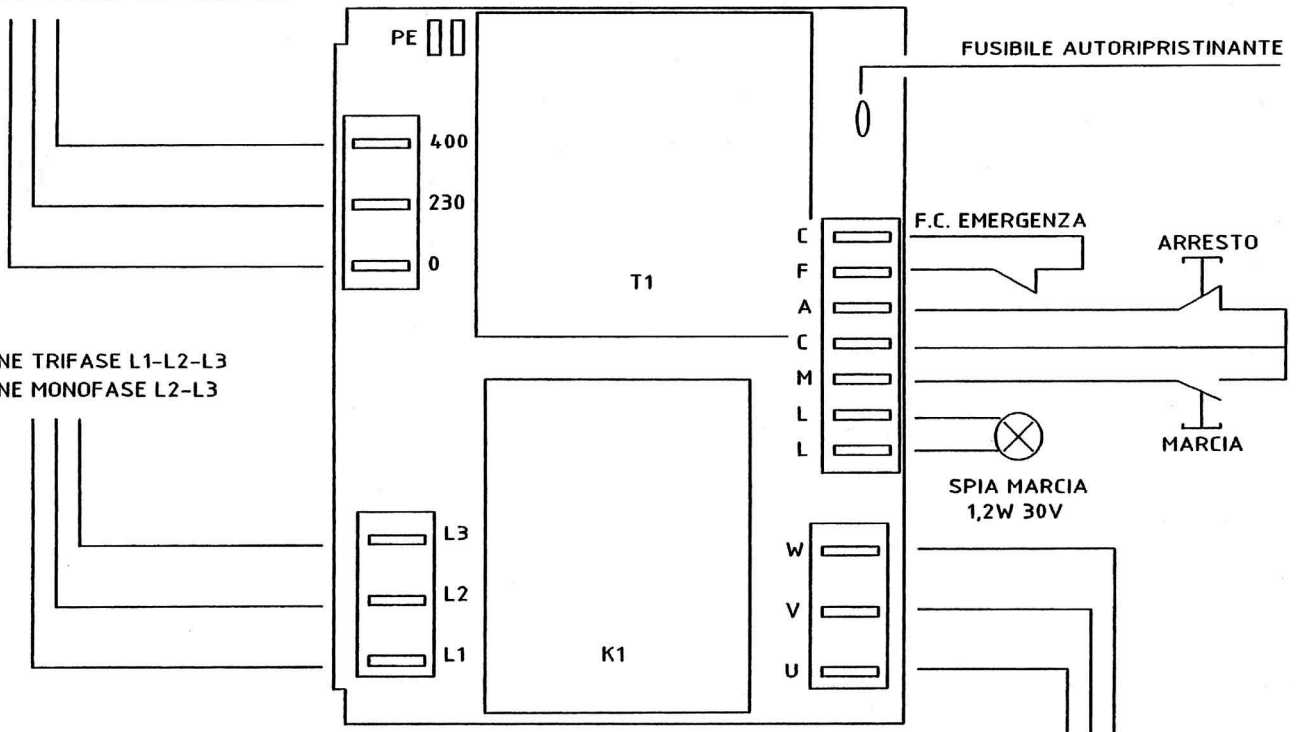 PE
FUSIBILE AUTORIPRISTINANTE
400
230
0
T1
C
F
A
C
M
L
L
F.C. EMERGENZA
ARRESTO
MARCIA
SPIA MARCIA
1,2W 30V
NE TRIFASE L1-L2-L3
NE MONOFASE L2-L3
L3
L2
L1
K1
W
V
U